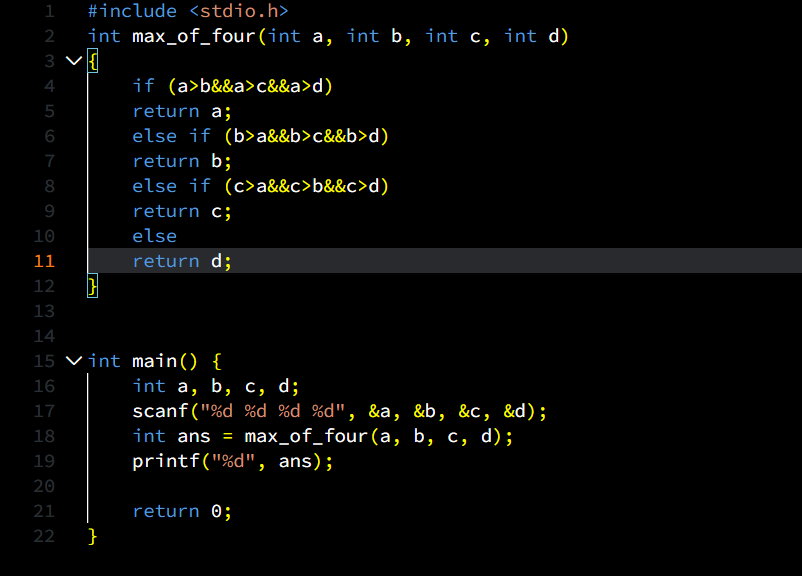 1 #include <stdio.h>
2 int max_of_four(int a, int b, int c, int d)
3 {
4     if (a>b&&a>c&&a>d)
5     return a;
6     else if (b>a&&b>c&&b>d)
7     return b;
8     else if (c>a&&c>b&&c>d)
9     return c;
10     else
11     return d;
12 }
13
14
15 int main() {
16     int a, b, c, d;
17     scanf("%d %d %d %d", &a, &b, &c, &d);
18     int ans = max_of_four(a, b, c, d);
19     printf("%d", ans);
20
21     return 0;
22 }